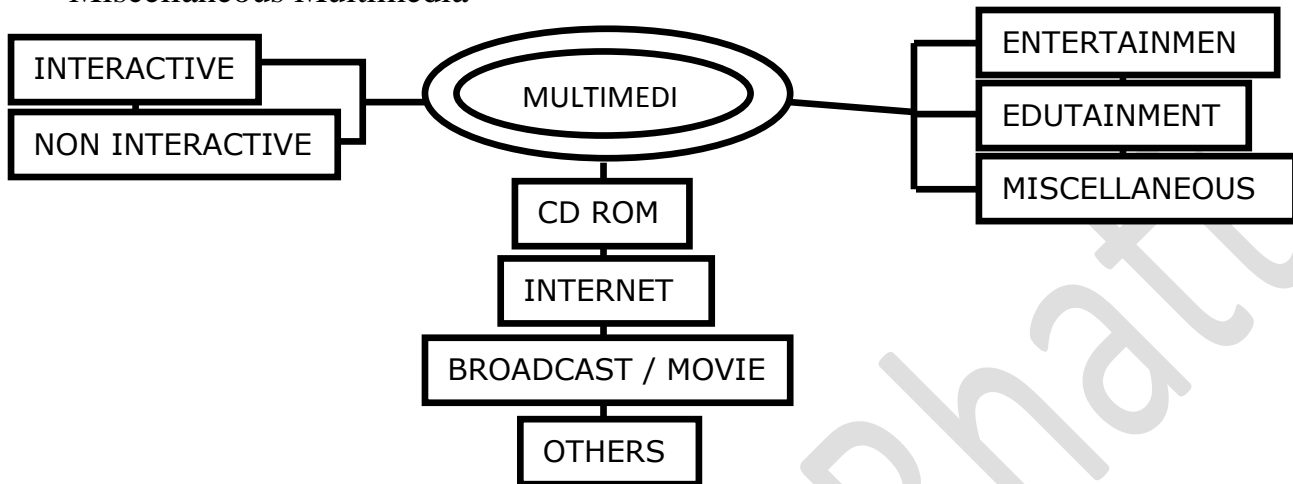 Miscellaneous Multimedia
INTERACTIVE
NON INTERACTIVE
MULTIMEDI
ENTERTAINMEN
EDUTAINMENT
MISCELLANEOUS
CD ROM
INTERNET
BROADCAST / MOVIE
OTHERS